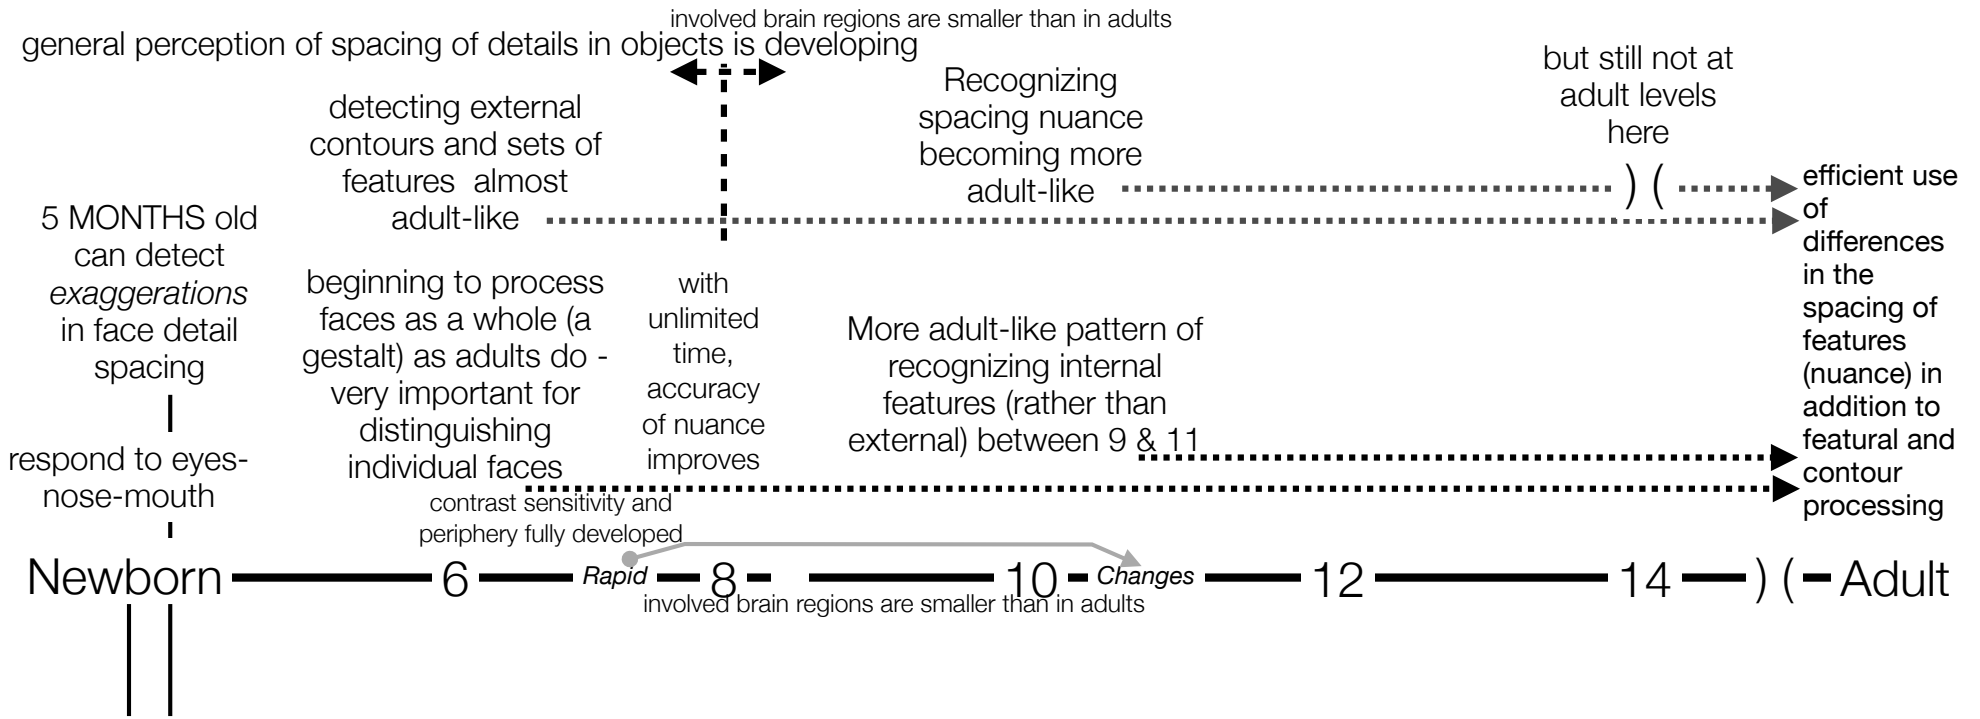 involved brain regions are smaller than in adults
general perception of spacing of details in objects is developing
but still not at
adult levels
here
) (
Recognizing
spacing nuance
becoming more
adult-like
detecting external
contours and sets of
features almost
adult-like
efficient use
of
differences
in the
spacing of
features
(nuance) in
addition to
featural and
contour
processing
5 MONTHS old
can detect
exaggerations
in face detail
spacing
respond to eyes-
nose-mouth
beginning to process
faces as a whole (a
gestalt) as adults do -
very important for
distinguishing
individual faces
with
unlimited
time,
accuracy
of nuance
improves
More adult-like pattern of
recognizing internal
features (rather than
external) between 9 & 11
contrast sensitivity and
periphery fully developed
Newborn 6 Rapid 8 10 Changes 12 14 ) ( Adult
involved brain regions are smaller than in adults